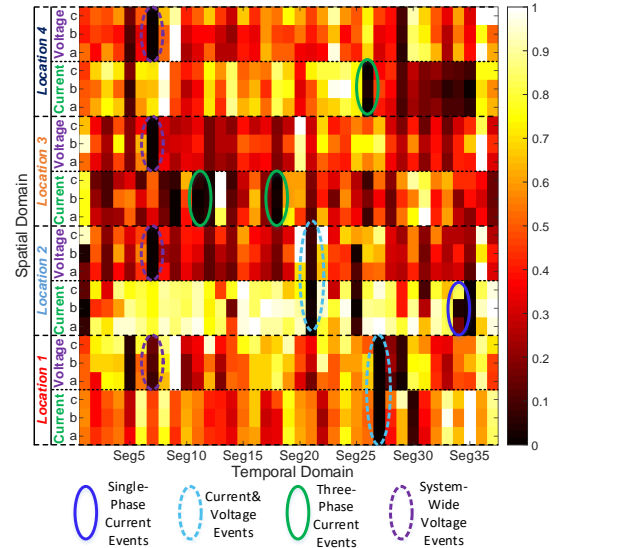 Spatial Domain
Location 4
Voltage
c
b
a
Current
c
b
a
Location 3
Voltage
c
b
a
Current
c
b
a
Location 2
Voltage
c
b
a
Current
c
b
a
Location 1
Voltage
c
b
a
Current
c
b
a
Seg5 Seg10 Seg15 Seg20 Seg25 Seg30 Seg35
Temporal Domain
1
0.9
0.8
0.7
0.6
0.5
0.4
0.3
0.2
0.1
0
Single-
Phase
Current
Events
Current&
Voltage
Events
Three-
Phase
Current
Events
System-
Wide
Voltage
Events